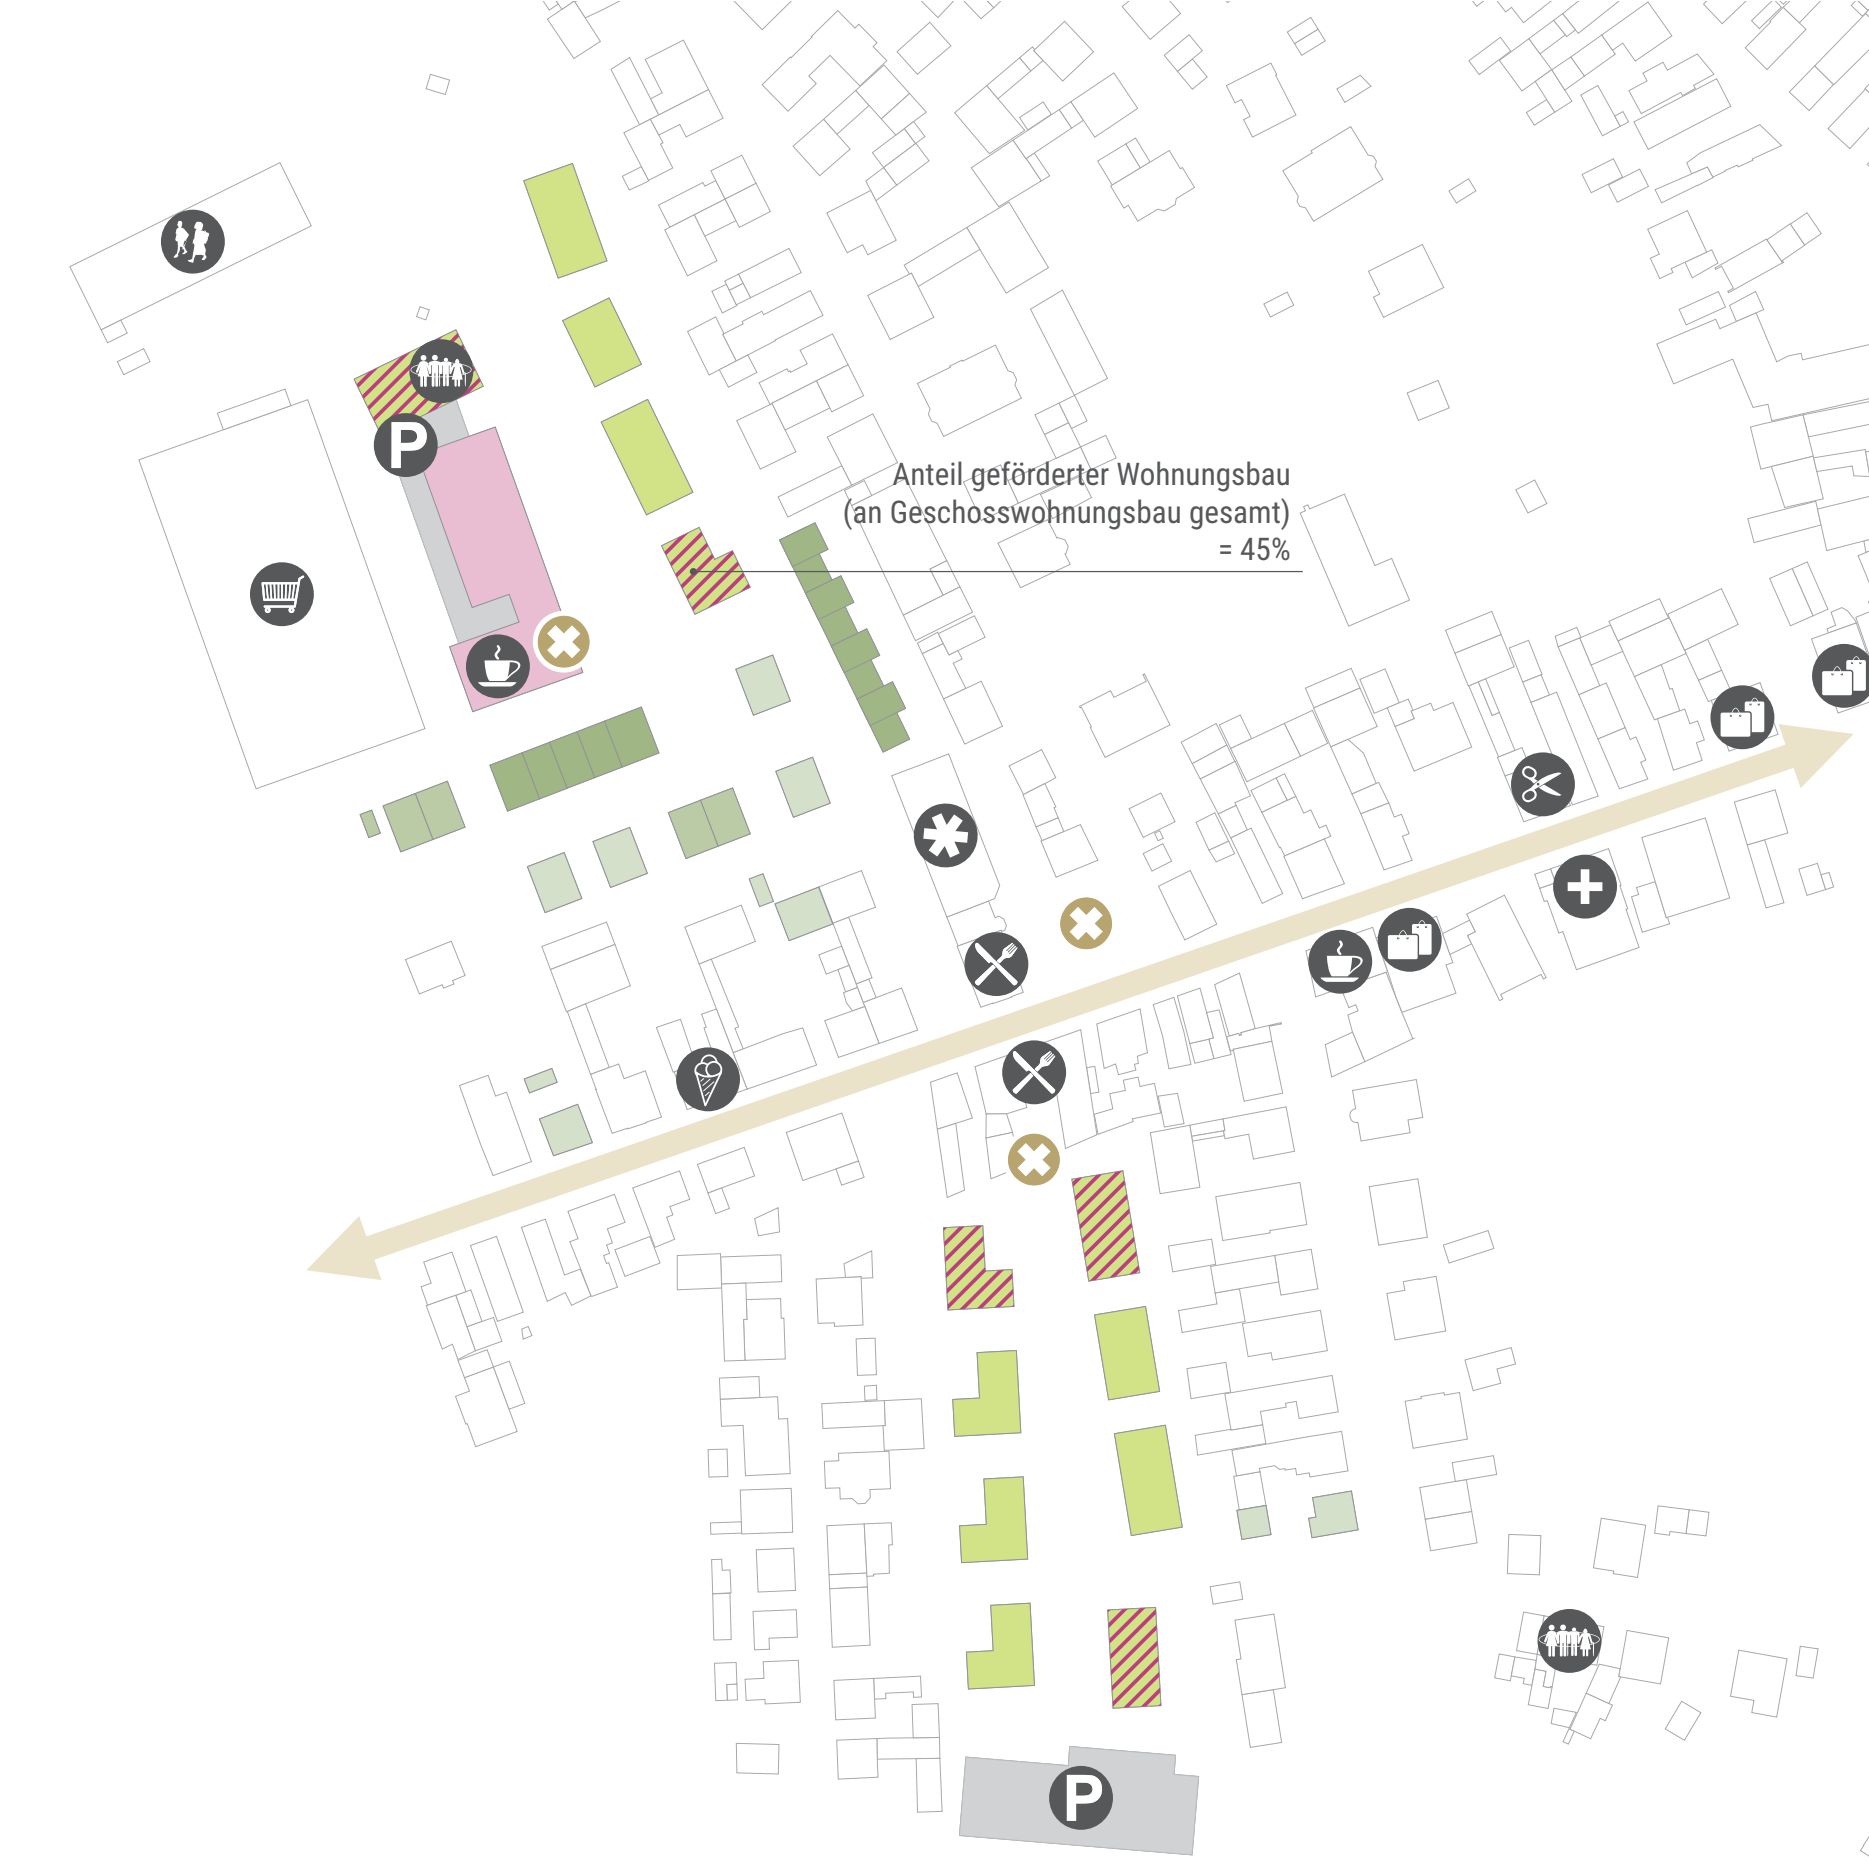 P
Anteil geförderter Wohnungsbau
(an Geschosswohnungsbau gesamt)
= 45%
P